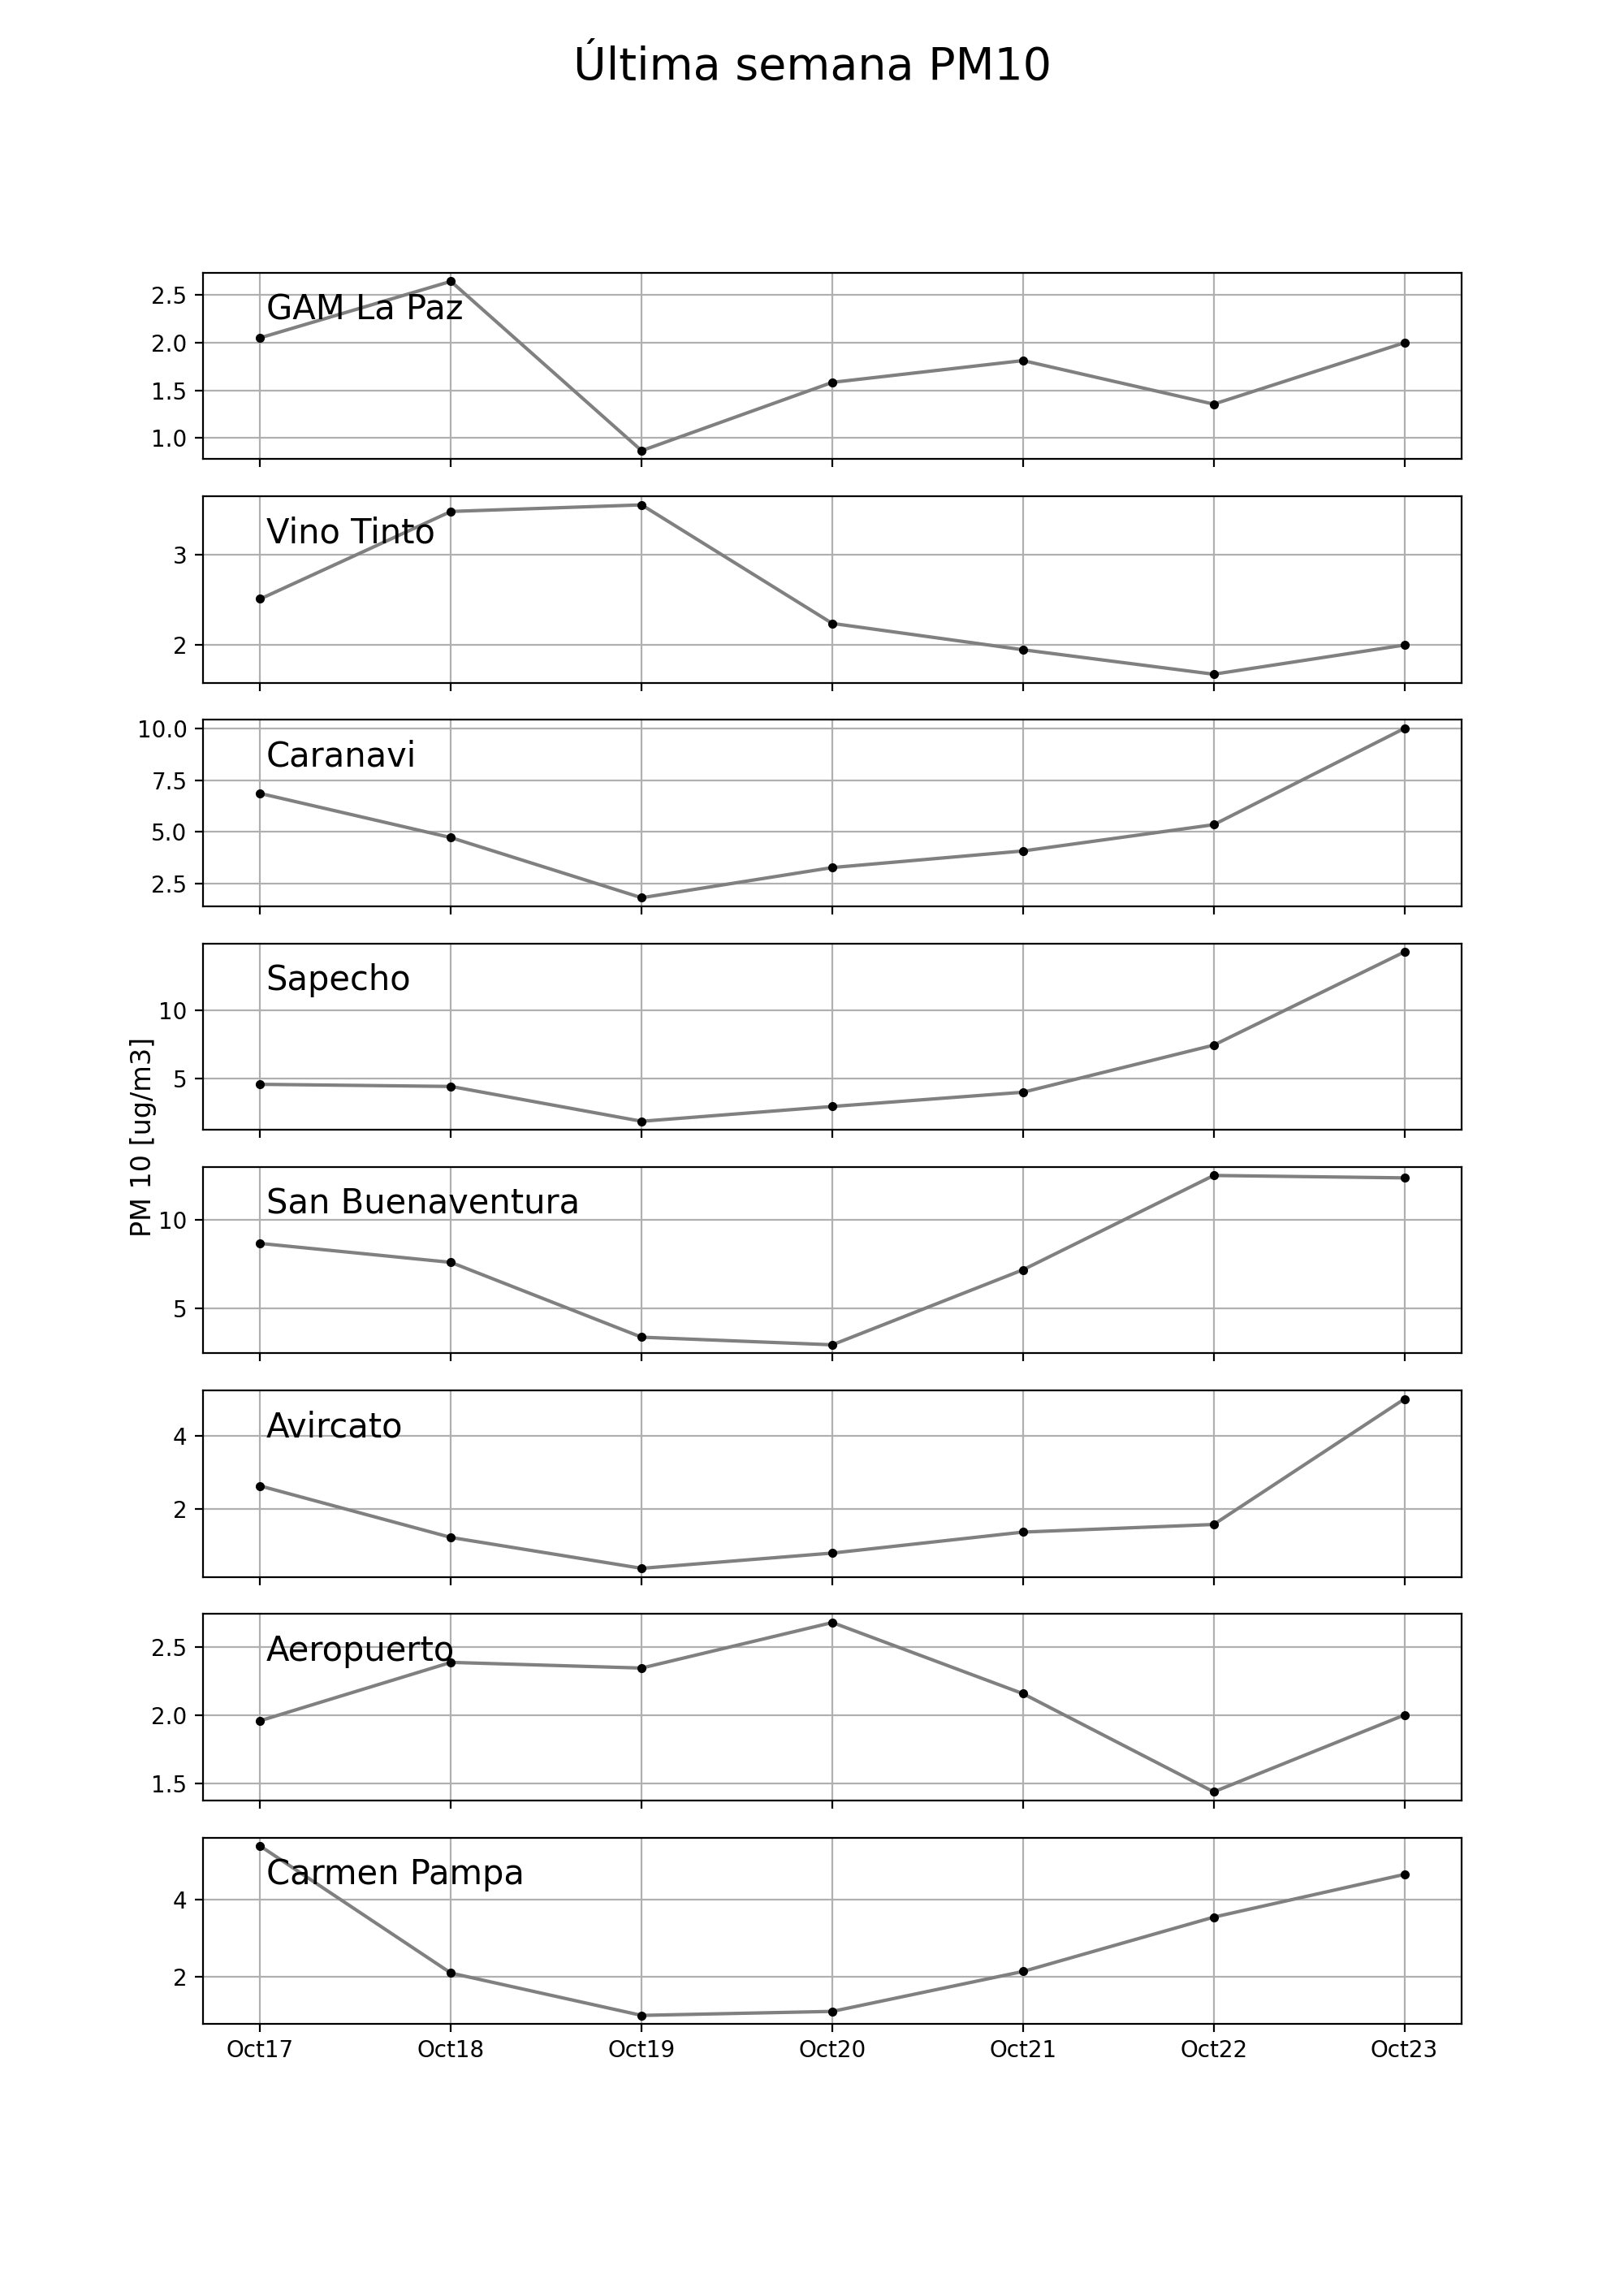 Última semana PM10
GAM La Paz
2.5
2.0
1.5
1.0
Vino Tinto
3
2
Caranavi
10.0
7.5
5.0
2.5
Sapecho
10
5
PM 10 [ug/m3]
San Buenaventura
10
5
Avircato
4
2
Aeropuerto
2.5
2.0
1.5
Carmen Pampa
4
2
Oct17 Oct18 Oct19 Oct20 Oct21 Oct22 Oct23